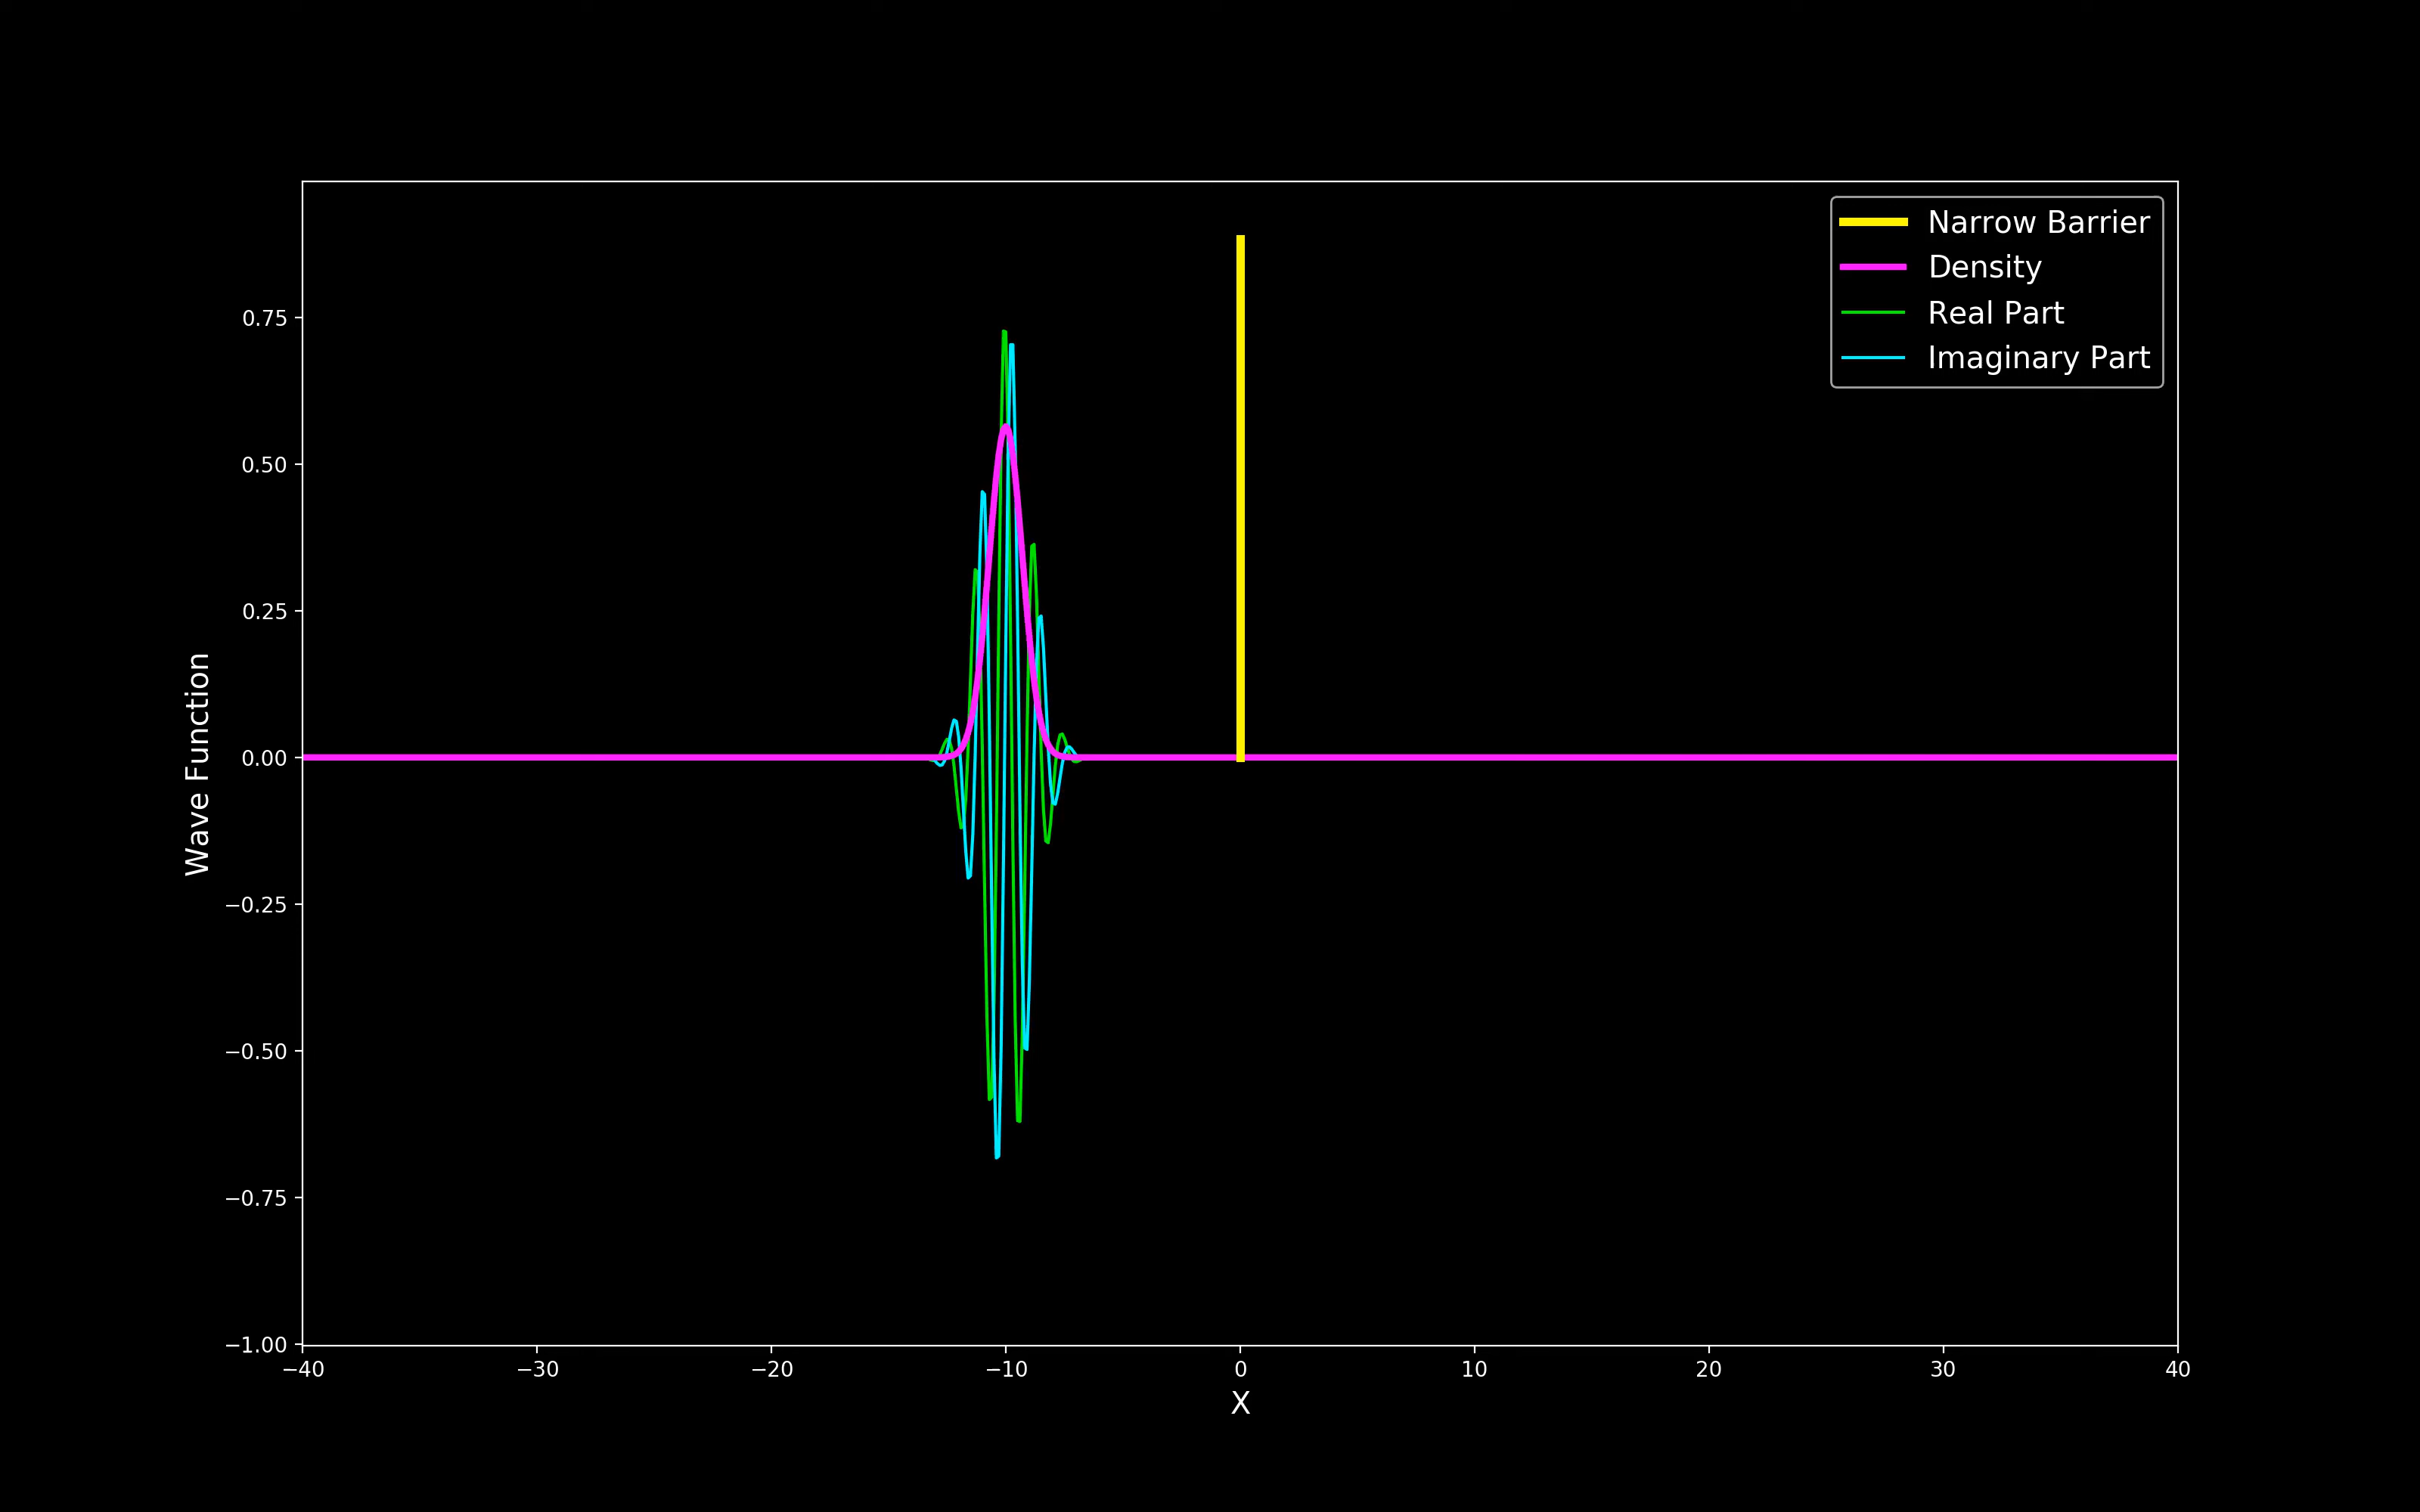 Narrow Barrier
Density
Real Part
Imaginary Part
0.75
0.50
0.25
0.00
−0.25
−0.50
−0.75
−1.00
Wave Function
−40 −30 −20 −10 0 10 20 30 40
X